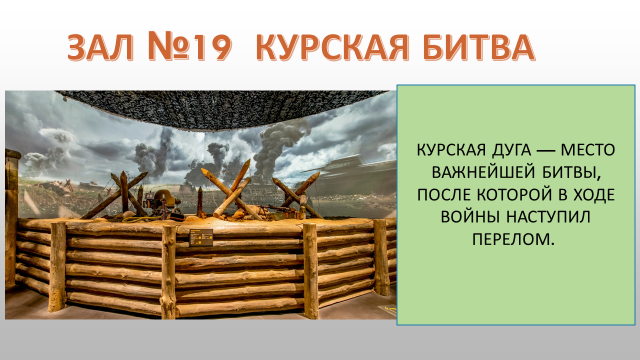 ЗАЛ №19 КУРСКАЯ БИТВА
КУРСКАЯ ДУГА — МЕСТО
ВАЖНЕЙШЕЙ БИТВЫ,
ПОСЛЕ КОТОРОЙ В ХОДЕ
ВОЙНЫ НАСТУПИЛ
ПЕРЕЛОМ.